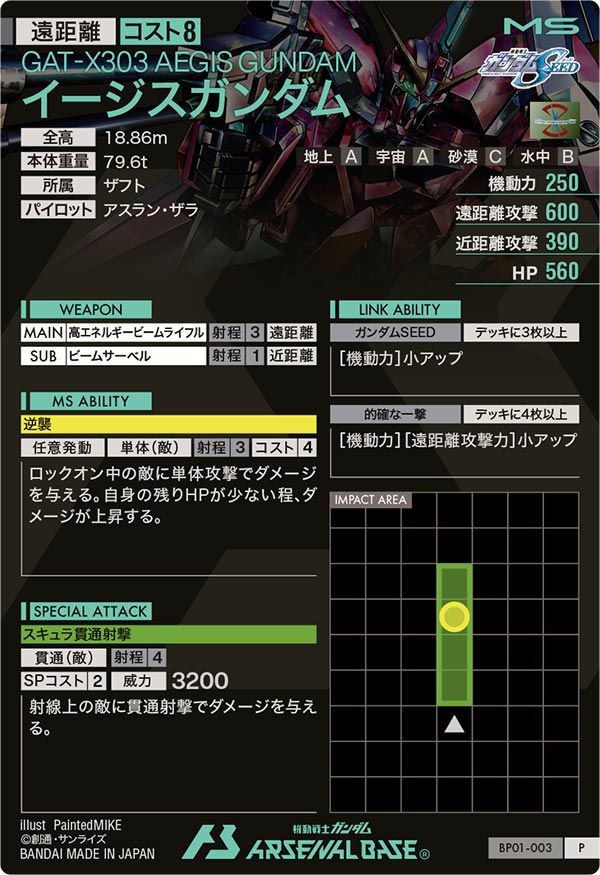 遠距離 コスト8
MS
GAT-X303 AEGIS GUNDAM
イージスガンダム
機動戦士 ガンダム SEED
全高 18.86m
本体重量 79.6t
所属 ザフト
パイロット アスラン・ザラ
地上 A 宇宙 A 砂漠 C 水中 B
機動力 250
遠距離攻撃 600
近距離攻撃 390
HP 560
WEAPON
MAIN 高エネルギービームライフル 射程 3 遠距離
SUB ビームサーベル 射程 1 近距離
MS ABILITY
逆襲
任意発動 単体(敵) 射程 3 コスト 4
ロックオン中の敵に単体攻撃でダメージ
を与える。自身の残りHPが少ない程、ダ
メージが上昇する。
SPECIAL ATTACK
スキュラ貫通射撃
貫通(敵) 射程 4
SPコスト 2 威力 3200
射線上の敵に貫通射撃でダメージを与え
る。
LINK ABILITY
ガンダムSEED デッキに3枚以上
[機動力]小アップ
的確な一撃 デッキに4枚以上
[機動力][遠距離攻撃力]小アップ
IMPACT AREA
illust PaintedMIKE
©創通・サンライズ
BANDAI MADE IN JAPAN
機動戦士ガンダム
ARSENAL BASE®
BP01-003 P